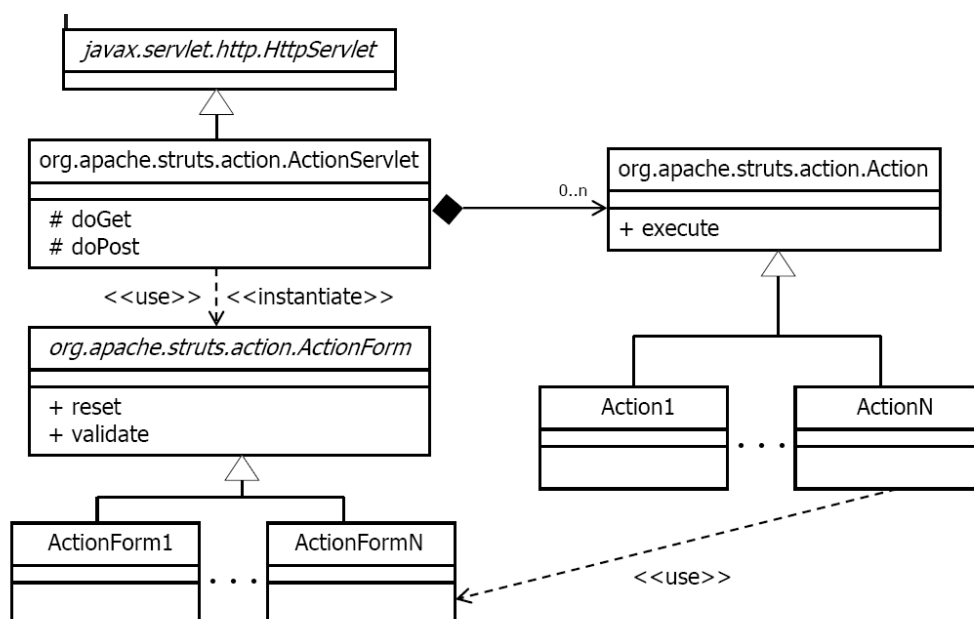 javax.servlet.http.HttpServlet
org.apache.struts.action.ActionServlet
# doGet
# doPost
0..n
org.apache.struts.action.Action
+ execute
<<use>> <<instantiate>>
org.apache.struts.action.ActionForm
+ reset
+ validate
Action1
. . .
ActionN
ActionForm1
. . .
ActionFormN
<<use>>